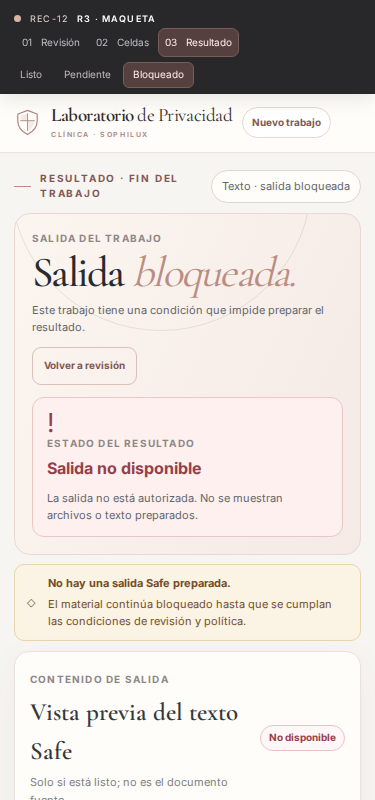 REC-12 R3 · MAQUETA
01 Revisión 02 Celdas 03 Resultado
Listo Pendiente Bloqueado
Laboratorio de Privacidad
CLÍNICA · SOPHILUX
Nuevo trabajo
RESULTADO · FIN DEL
TRABAJO
Texto · salida bloqueada
SALIDA DEL TRABAJO
Salida bloqueada.
Este trabajo tiene una condición que impide preparar el
resultado.
Volver a revisión
!
ESTADO DEL RESULTADO
Salida no disponible
La salida no está autorizada. No se muestran
archivos o texto preparados.
No hay una salida Safe preparada.
El material continúa bloqueado hasta que se cumplan
las condiciones de revisión y política.
CONTENIDO DE SALIDA
Vista previa del texto
Safe
No disponible
Solo si está listo; no es el documento
fuente.